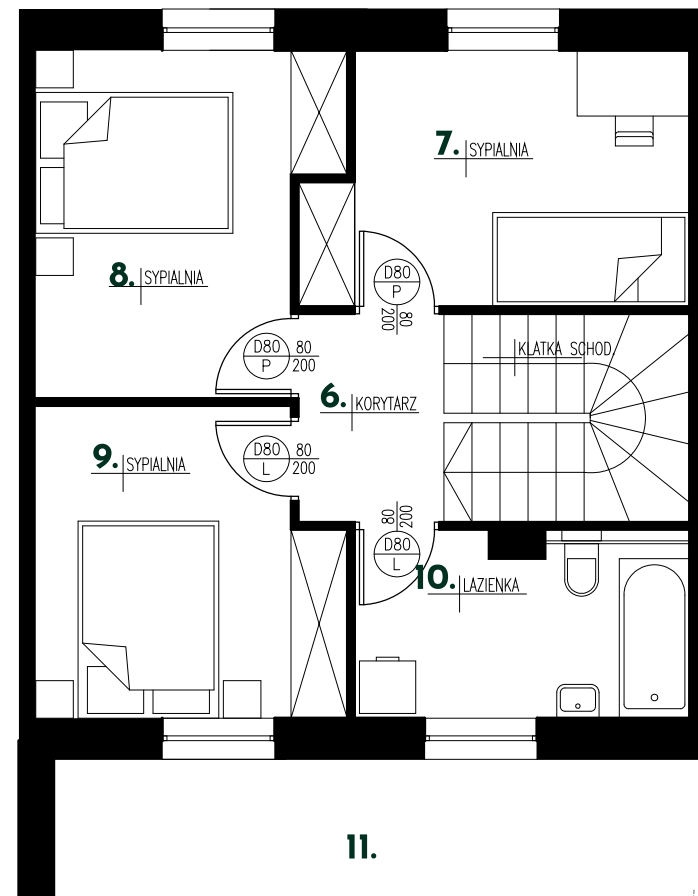 7. SYPIALNIA
8. SYPIALNIA
D80
P
80
200
KLATKA SCHOD.
D80
P
80
200
6. KORYTARZ
9. SYPIALNIA
D80
L
80
200
80
200
D80
L
10. LAZIENKA
11.